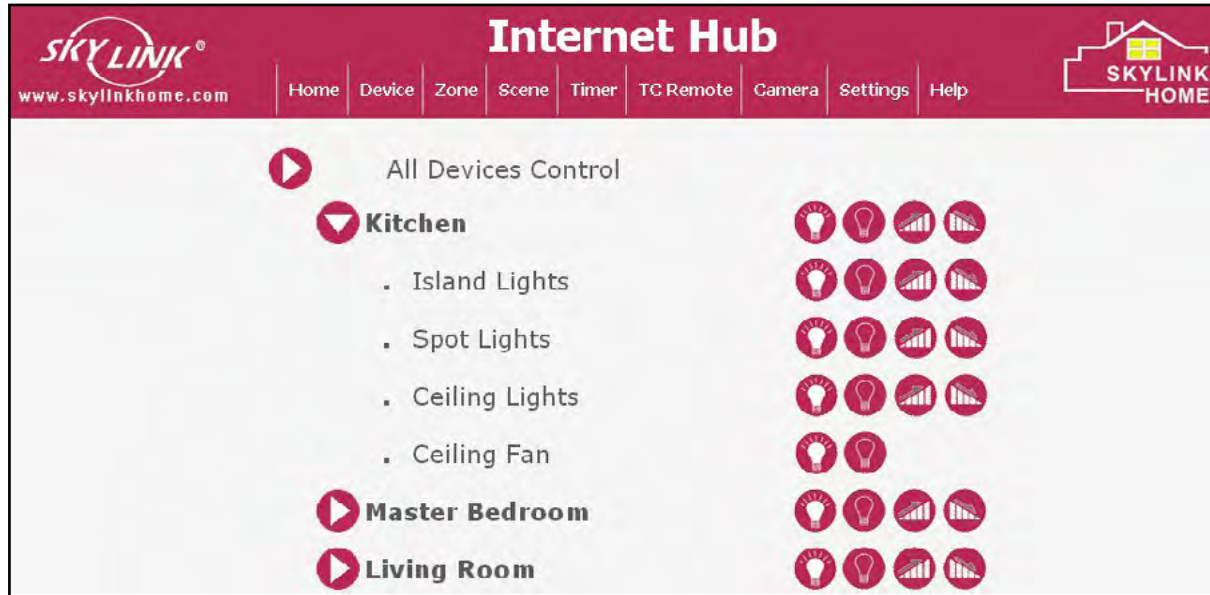 SKYLINK®
www.skylinkhome.com
Internet Hub
Home Device Zone Scene Timer TC Remote Camera Settings Help
SKYLINK
HOME
All Devices Control
Kitchen
. Island Lights
. Spot Lights
. Ceiling Lights
. Ceiling Fan
Master Bedroom
Living Room